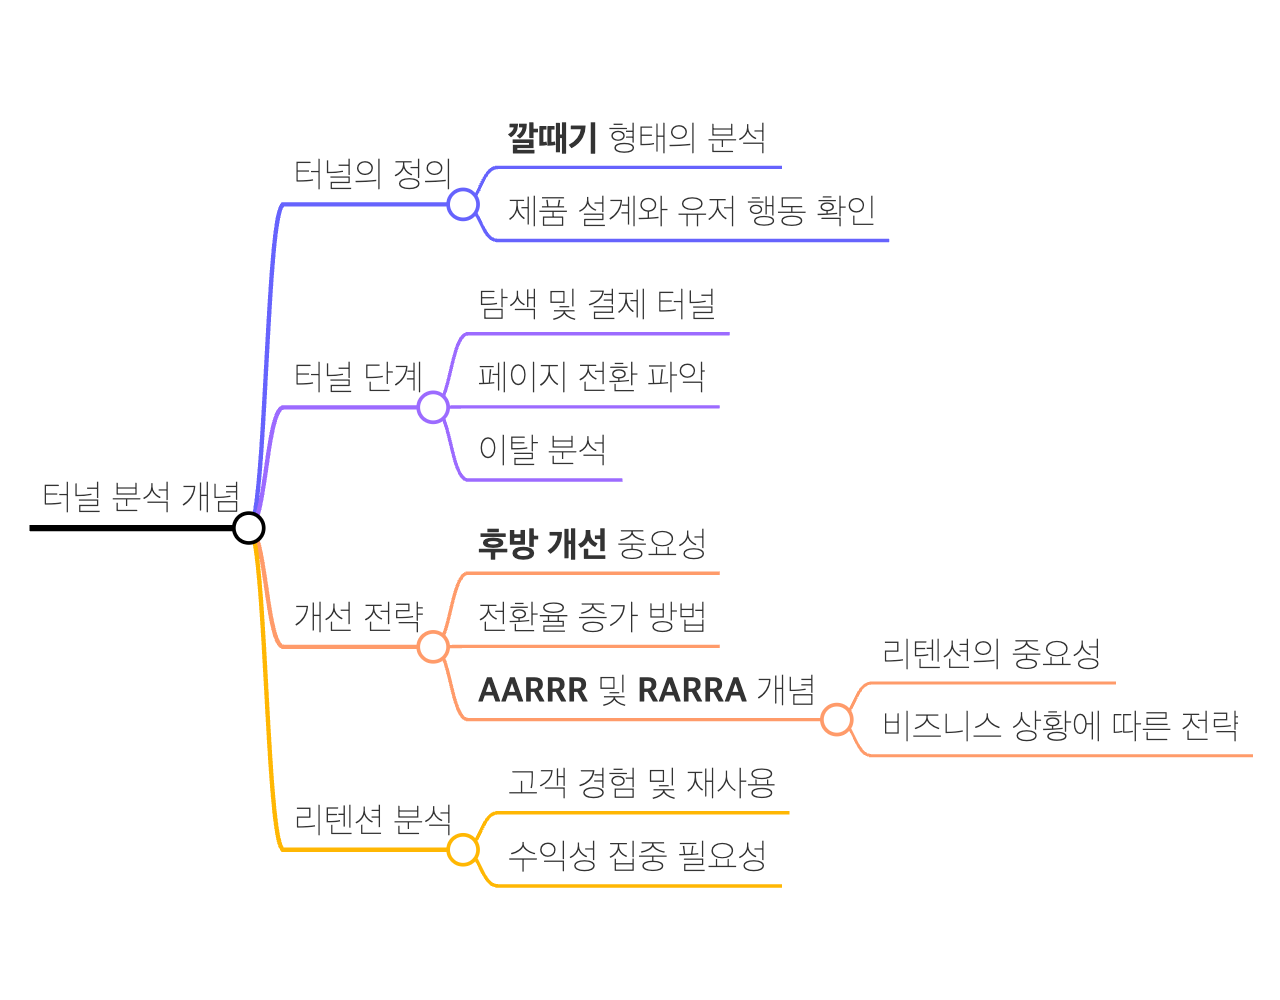 터널 분석 개념
터널의 정의
깔때기 형태의 분석
제품 설계와 유저 행동 확인
터널 단계
탐색 및 결제 터널
페이지 전환 파악
이탈 분석
개선 전략
후방 개선 중요성
전환율 증가 방법
AARRR 및 RARRA 개념
리텐션의 중요성
비즈니스 상황에 따른 전략
리텐션 분석
고객 경험 및 재사용
수익성 집중 필요성